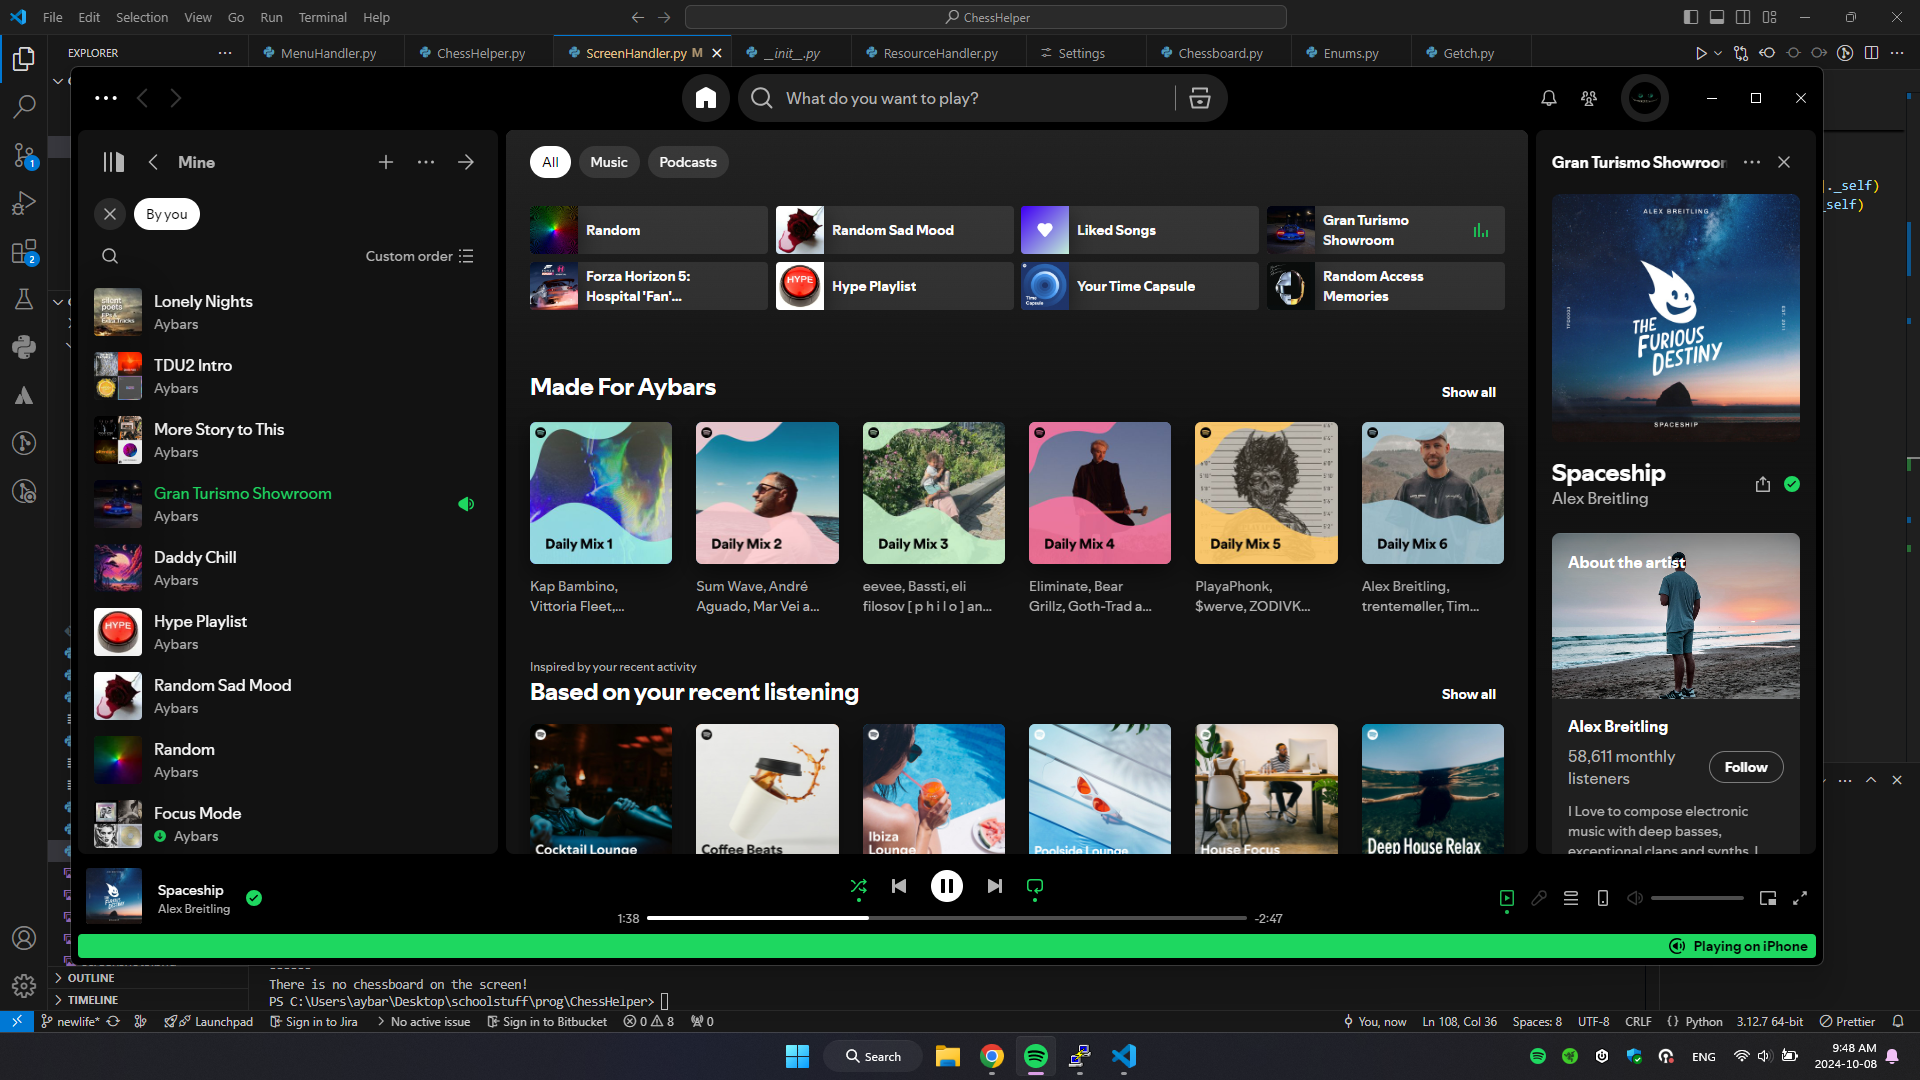 File Edit Selection View Go Run Terminal Help
ChessHelper
EXPLORER
MenuHandler.py
ChessHelper.py
ScreenHandler.py M
__init__.py
ResourceHandler.py
Settings
Chessboard.py
Enums.py
Getch.py
What do you want to play?
Mine
By you
Custom order
Lonely Nights
Aybars
TDU2 Intro
Aybars
More Story to This
Aybars
Gran Turismo Showroom
Aybars
Daddy Chill
Aybars
Hype Playlist
Aybars
Random Sad Mood
Aybars
Random
Aybars
Focus Mode
Aybars
All
Music
Podcasts
Random
Random Sad Mood
Liked Songs
Gran Turismo
Showroom
Forza Horizon 5:
Hospital 'Fan'...
HYPE
Hype Playlist
Time
Capsule
Your Time Capsule
Random Access
Memories
Made For Aybars
Show all
Daily Mix 1
Daily Mix 2
Daily Mix 3
Daily Mix 4
Daily Mix 5
Daily Mix 6
Kap Bambino,
Vittoria Fleet,...
Sum Wave, André
Aguado, Mar Vei a...
eevee, Bassti, eli
filosov [ p h i l o ] an...
Eliminate, Bear
Grillz, Goth-Trad a...
PlayaPhonk,
$werve, ZODIVK...
Alex Breitling,
trentemøller, Tim...
Inspired by your recent activity
Based on your recent listening
Show all
Cocktail Lounge
Coffee Beats
Ibiza
Lounge
Poolside Lounge
House Focus
Deep House Relax
Gran Turismo Showroom
ALEX BREITLING
THE
FURIOUS
DESTINY
SPACESHIP
Spaceship
Alex Breitling
About the artist
Alex Breitling
58,611 monthly
listeners
Follow
I Love to compose electronic
music with deep basses,
exceptional claps and synths. I
._self)
_self)
Spaceship
Alex Breitling
1:38
-2:47
Playing on iPhone
OUTLINE
TIMELINE
There is no chessboard on the screen!
PS C:\Users\aybar\Desktop\schoolstuff\prog\ChessHelper>
newlife*
Launchpad
Sign in to Jira
No active issue
Sign in to Bitbucket
0 8
0
You, now
Ln 108, Col 36
Spaces: 8
UTF-8
CRLF
{ } Python
3.12.7 64-bit
Prettier
Search
ENG
9:48 AM
2024-10-08